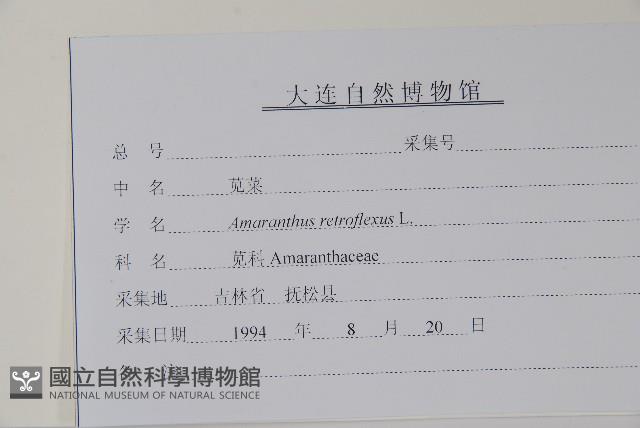 大连自然博物馆
总 号 采集号
中 名 苋菜
学 名 Amaranthus retroflexus L.
科 名 苋科 Amaranthaceae
采集地 吉林省 抚松县
采集日期 1994 年 8 月 20 日
國立自然科學博物館
NATIONAL MUSEUM OF NATURAL SCIENCE